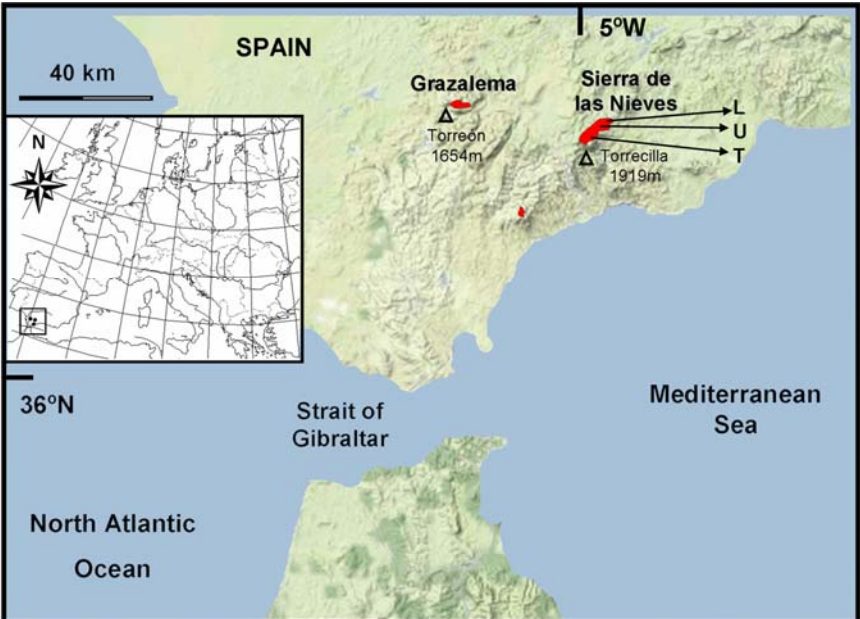 SPAIN
5ºW
40 km
Grazalema
Torreón
1654m
Sierra de
las Nieves
L
U
T
Torrecilla
1919m
N
36ºN
Strait of
Gibraltar
Mediterranean
Sea
North Atlantic
Ocean